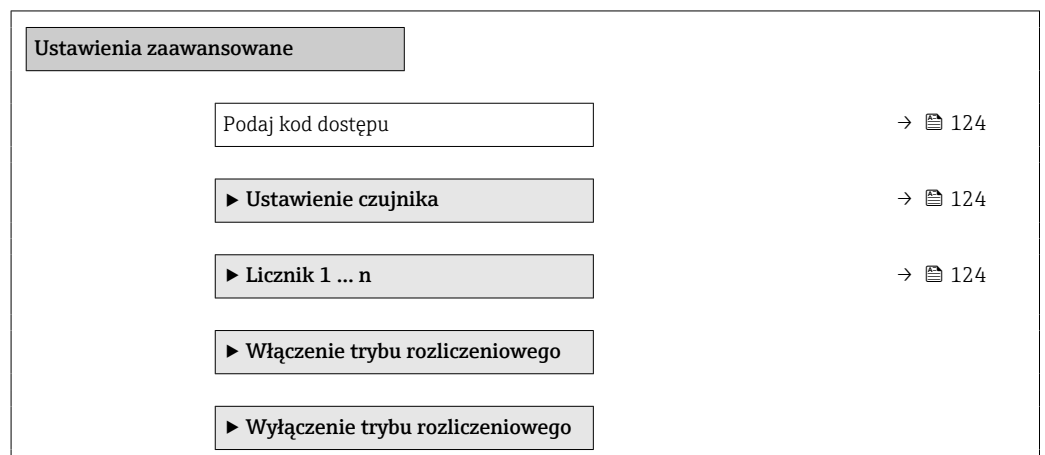 Ustawienia zaawansowane
Podaj kod dostępu → 124
▶ Ustawienie czujnika → 124
▶ Licznik 1 … n → 124
▶ Włączenie trybu rozliczeniowego
▶ Wyłączenie trybu rozliczeniowego